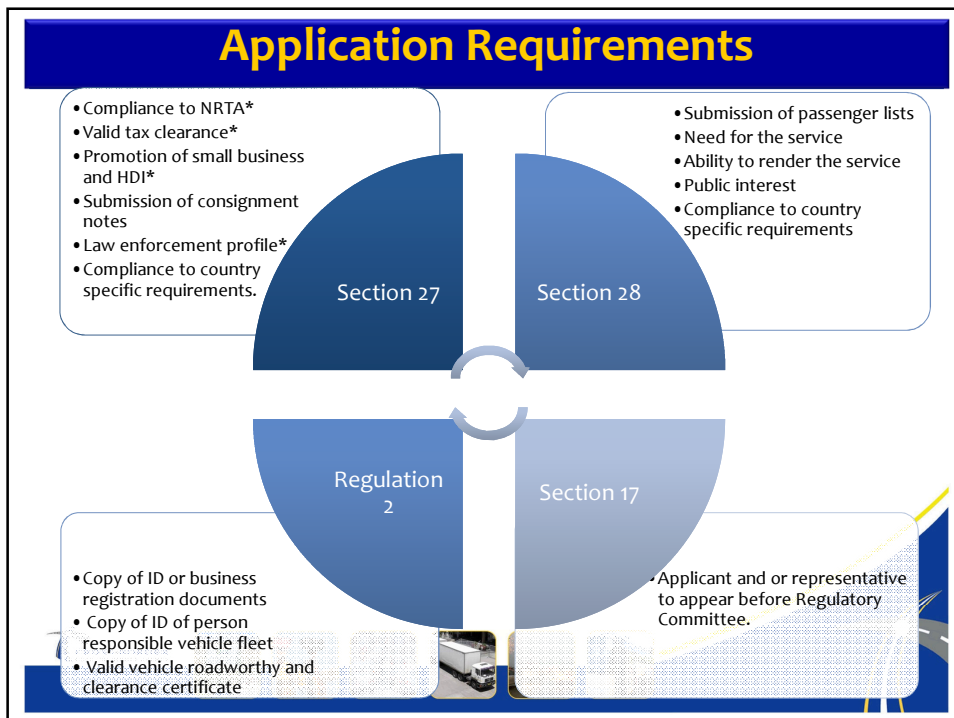 Application Requirements
•Compliance to NRTA*
•Valid tax clearance*
•Promotion of small business
and HDI*
•Submission of consignment
notes
•Law enforcement profile*
•Compliance to country
specific requirements.
•Submission of passenger lists
•Need for the service
•Ability to render the service
•Public interest
•Compliance to country
specific requirements
Section 27
Section 28
Regulation
2
Section 17
•Copy of ID or business
registration documents
• Copy of ID of person
responsible vehicle fleet
• Valid vehicle roadworthy and
clearance certificate
•Applicant and or representative
to appear before Regulatory
Committee.